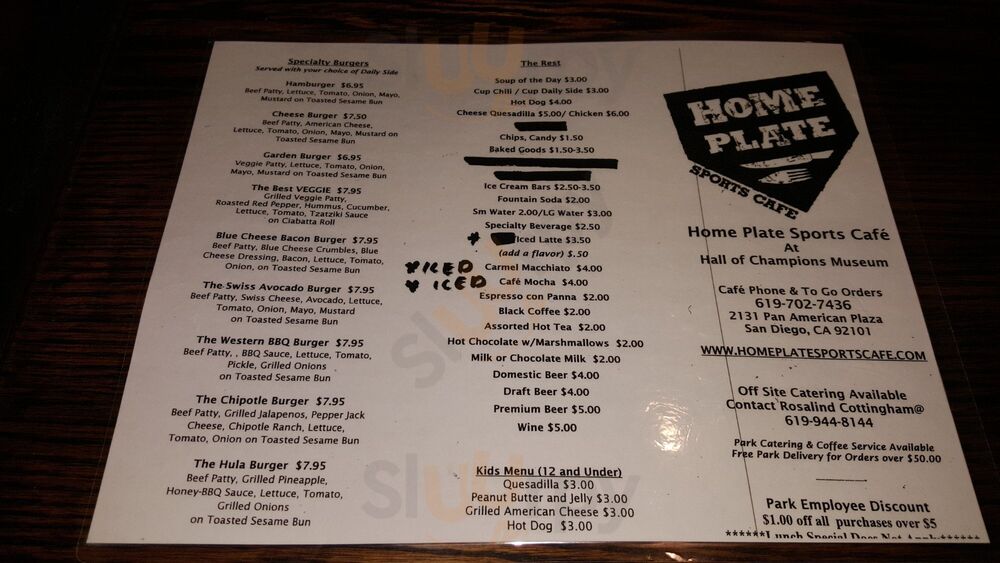 Specialty Burgers
Served with your choice of Daily Side
Hamburger $6.95
Beef Patty, Lettuce, Tomato, Onion, Mayo,
Mustard on Toasted Sesame Bun
Cheese Burger $7.50
Beef Patty, American Cheese,
Lettuce, Tomato, Onion, Mayo, Mustard on
Toasted Sesame Bun
Garden Burger $6.95
Veggie Patty, Lettuce, Tomato, Onion,
Mayo, Mustard on Toasted Sesame Bun
The Best VEGGIE $7.95
Grilled Veggie Patty,
Roasted Red Pepper, Hummus, Cucumber,
Lettuce, Tomato, Tzatziki Sauce
on Ciabatta Roll
Blue Cheese Bacon Burger $7.95
Beef Patty, Blue Cheese Crumbles, Blue
Cheese Dressing, Bacon, Lettuce, Tomato,
Onion, on Toasted Sesame Bun
The Swiss Avocado Burger $7.95
Beef Patty, Swiss Cheese, Avocado, Lettuce,
Tomato, Onion, Mayo, Mustard
on Toasted Sesame Bun
The Western BBQ Burger $7.95
Beef Patty, , BBQ Sauce, Lettuce, Tomato,
Pickle, Grilled Onions
on Toasted Sesame Bun
The Chipotle Burger $7.95
Beef Patty, Grilled Jalapenos, Pepper Jack
Cheese, Chipotle Ranch, Lettuce,
Tomato, Onion on Toasted Sesame Bun
The Hula Burger $7.95
Beef Patty, Grilled Pineapple,
Honey-BBQ Sauce, Lettuce, Tomato,
Grilled Onions
on Toasted Sesame Bun
The Rest
Soup of the Day $3.00
Cup Chili / Cup Daily Side $3.00
Hot Dog $4.00
Cheese Quesadilla $5.00/ Chicken $6.00
Chips, Candy $1.50
Baked Goods $1.50-3.50
Ice Cream Bars $2.50-3.50
Fountain Soda $2.00
Sm Water 2.00/LG Water $3.00
Specialty Beverage $2.50
* Iced Latte $3.50
(add a flavor) $.50
*ICED Carmel Macchiato $4.00
* ICED Café Mocha $4.00
Espresso con Panna $2.00
Black Coffee $2.00
Assorted Hot Tea $2.00
Hot Chocolate w/Marshmallows $2.00
Milk or Chocolate Milk $2.00
Domestic Beer $4.00
Draft Beer $4.00
Premium Beer $5.00
Wine $5.00
Kids Menu (12 and Under)
Quesadilla $3.00
Peanut Butter and Jelly $3.00
Grilled American Cheese $3.00
Hot Dog $3.00
HOME
PLATE
SPORTS CAFE
Home Plate Sports Café
At
Hall of Champions Museum
Café Phone & To Go Orders
619-702-7436
2131 Pan American Plaza
San Diego, CA 92101
WWW.HOMEPLATESPORTSCAFE.COM
Off Site Catering Available
Contact Rosalind Cottingham@
619-944-8144
Park Catering & Coffee Service Available
Free Park Delivery for Orders over $50.00
Park Employee Discount
$1.00 off all purchases over $5
******Lunch Special Does Not Apply******